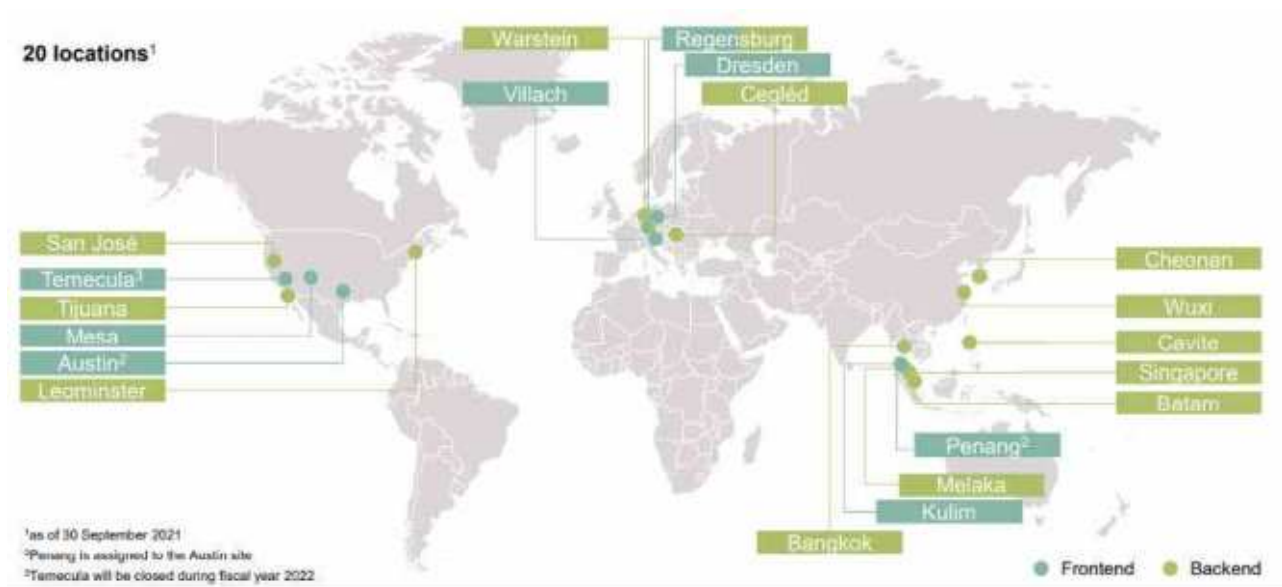 20 locations¹
Warstein
Regensburg
Dresden
Villach
Cegléd
San José
Temecula³
Tijuana
Mesa
Austin²
Leominster
Cheonan
Wuxi
Cavite
Singapore
Batam
Penang²
Melaka
Kulim
Bangkok
¹as of 30 September 2021
²Penang is assigned to the Austin site
³Temecula will be closed during fiscal year 2022
Frontend
Backend